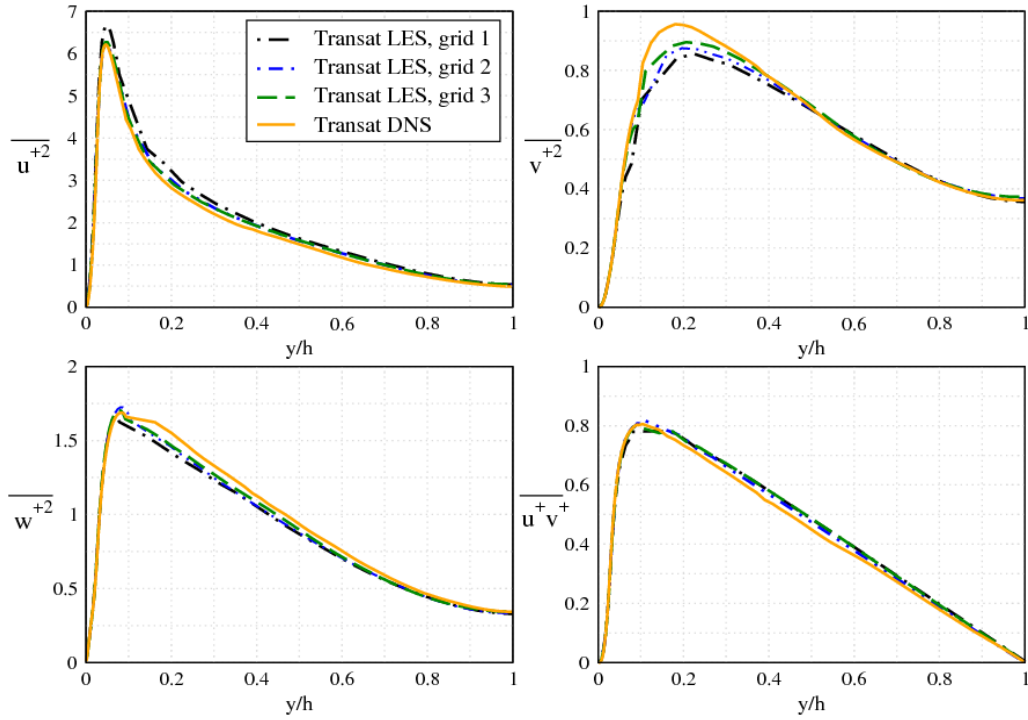 7
6
5
4
3
2
1
0
u+2
Transat LES, grid 1
Transat LES, grid 2
Transat LES, grid 3
Transat DNS
0 0.2 0.4 0.6 0.8 1
y/h
1
0.8
0.6
0.4
0.2
0
v+2
0 0.2 0.4 0.6 0.8 1
y/h
2
1.5
1
0.5
0
w+2
0 0.2 0.4 0.6 0.8 1
y/h
1
0.8
0.6
0.4
0.2
0
u+v+
0 0.2 0.4 0.6 0.8 1
y/h